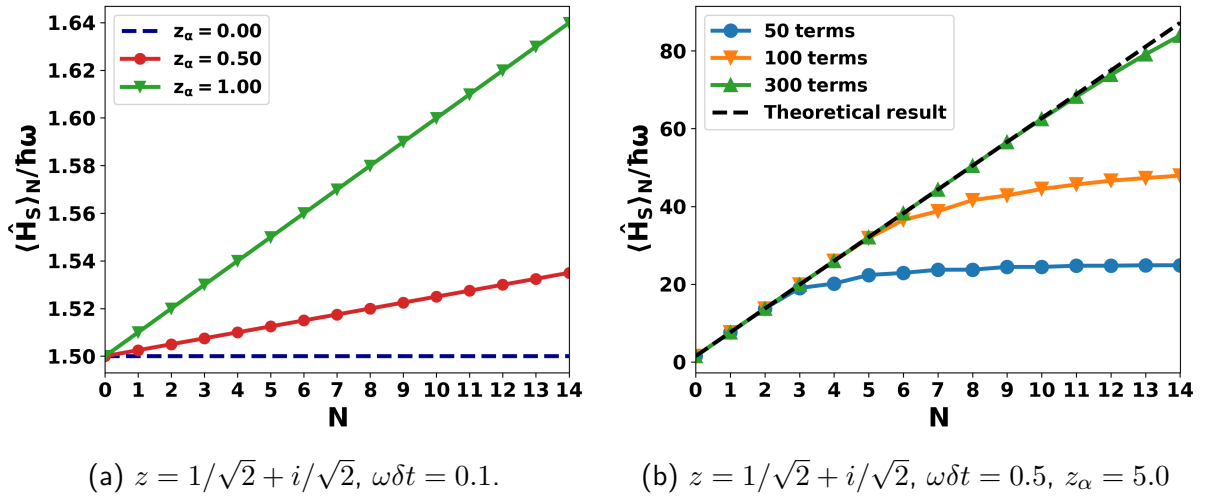 1.64
1.62
1.60
1.58
1.56
1.54
1.52
1.50
⟨Ĥ_S⟩_N/ħω
z_α = 0.00
z_α = 0.50
z_α = 1.00
0 1 2 3 4 5 6 7 8 9 10 11 12 13 14
N
(a) z = 1/√2 + i/√2, ωδt = 0.1.
80
60
40
20
0
⟨Ĥ_S⟩_N/ħω
50 terms
100 terms
300 terms
Theoretical result
0 1 2 3 4 5 6 7 8 9 10 11 12 13 14
N
(b) z = 1/√2 + i/√2, ωδt = 0.5, z_α = 5.0